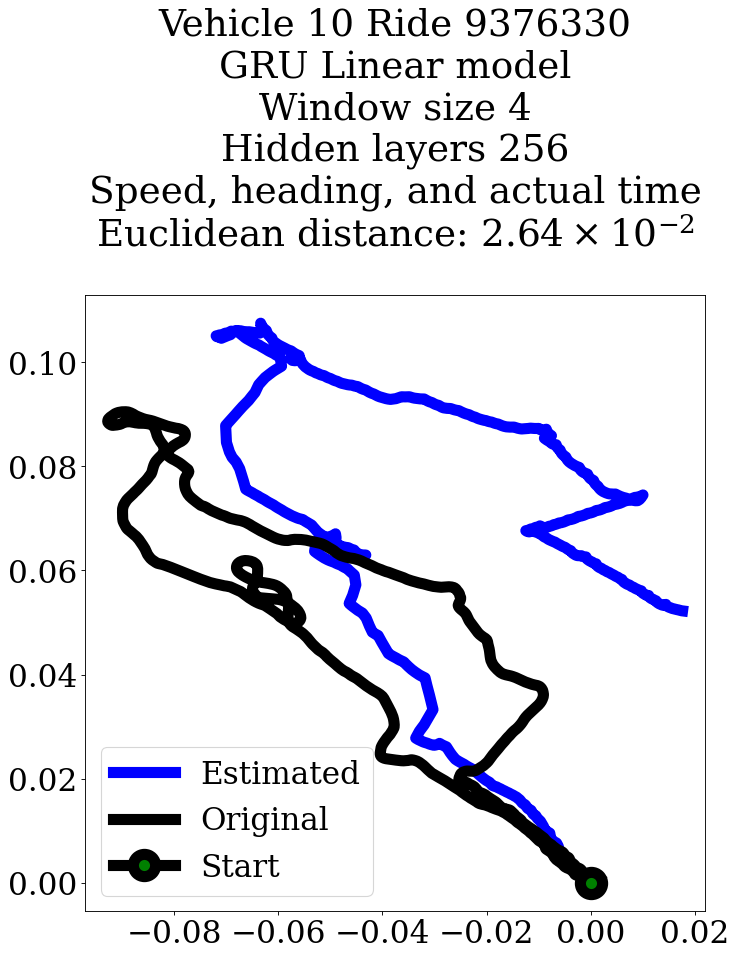 Vehicle 10 Ride 9376330
GRU Linear model
Window size 4
Hidden layers 256
Speed, heading, and actual time
Euclidean distance: 2.64 × 10⁻²
0.10
0.08
0.06
0.04
0.02
0.00
Estimated
Original
Start
−0.08 −0.06 −0.04 −0.02 0.00 0.02